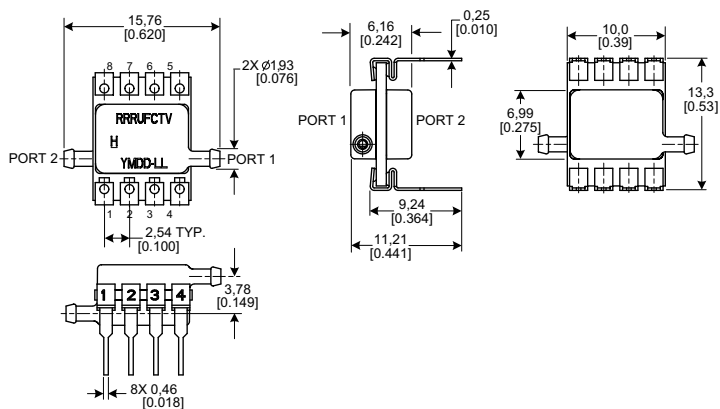 15,76
[0.620]
8 7 6 5
2X Ø1,93
[0.076]
RRRUFCTV
H
YMDD-LL
PORT 2
PORT 1
1 2 3 4
2,54 TYP.
[0.100]
6,16
[0.242]
0,25
[0.010]
PORT 1
PORT 2
9,24
[0.364]
11,21
[0.441]
10,0
[0.39]
6,99
[0.275]
13,3
[0.53]
1 2 3 4
3,78
[0.149]
8X 0,46
[0.018]